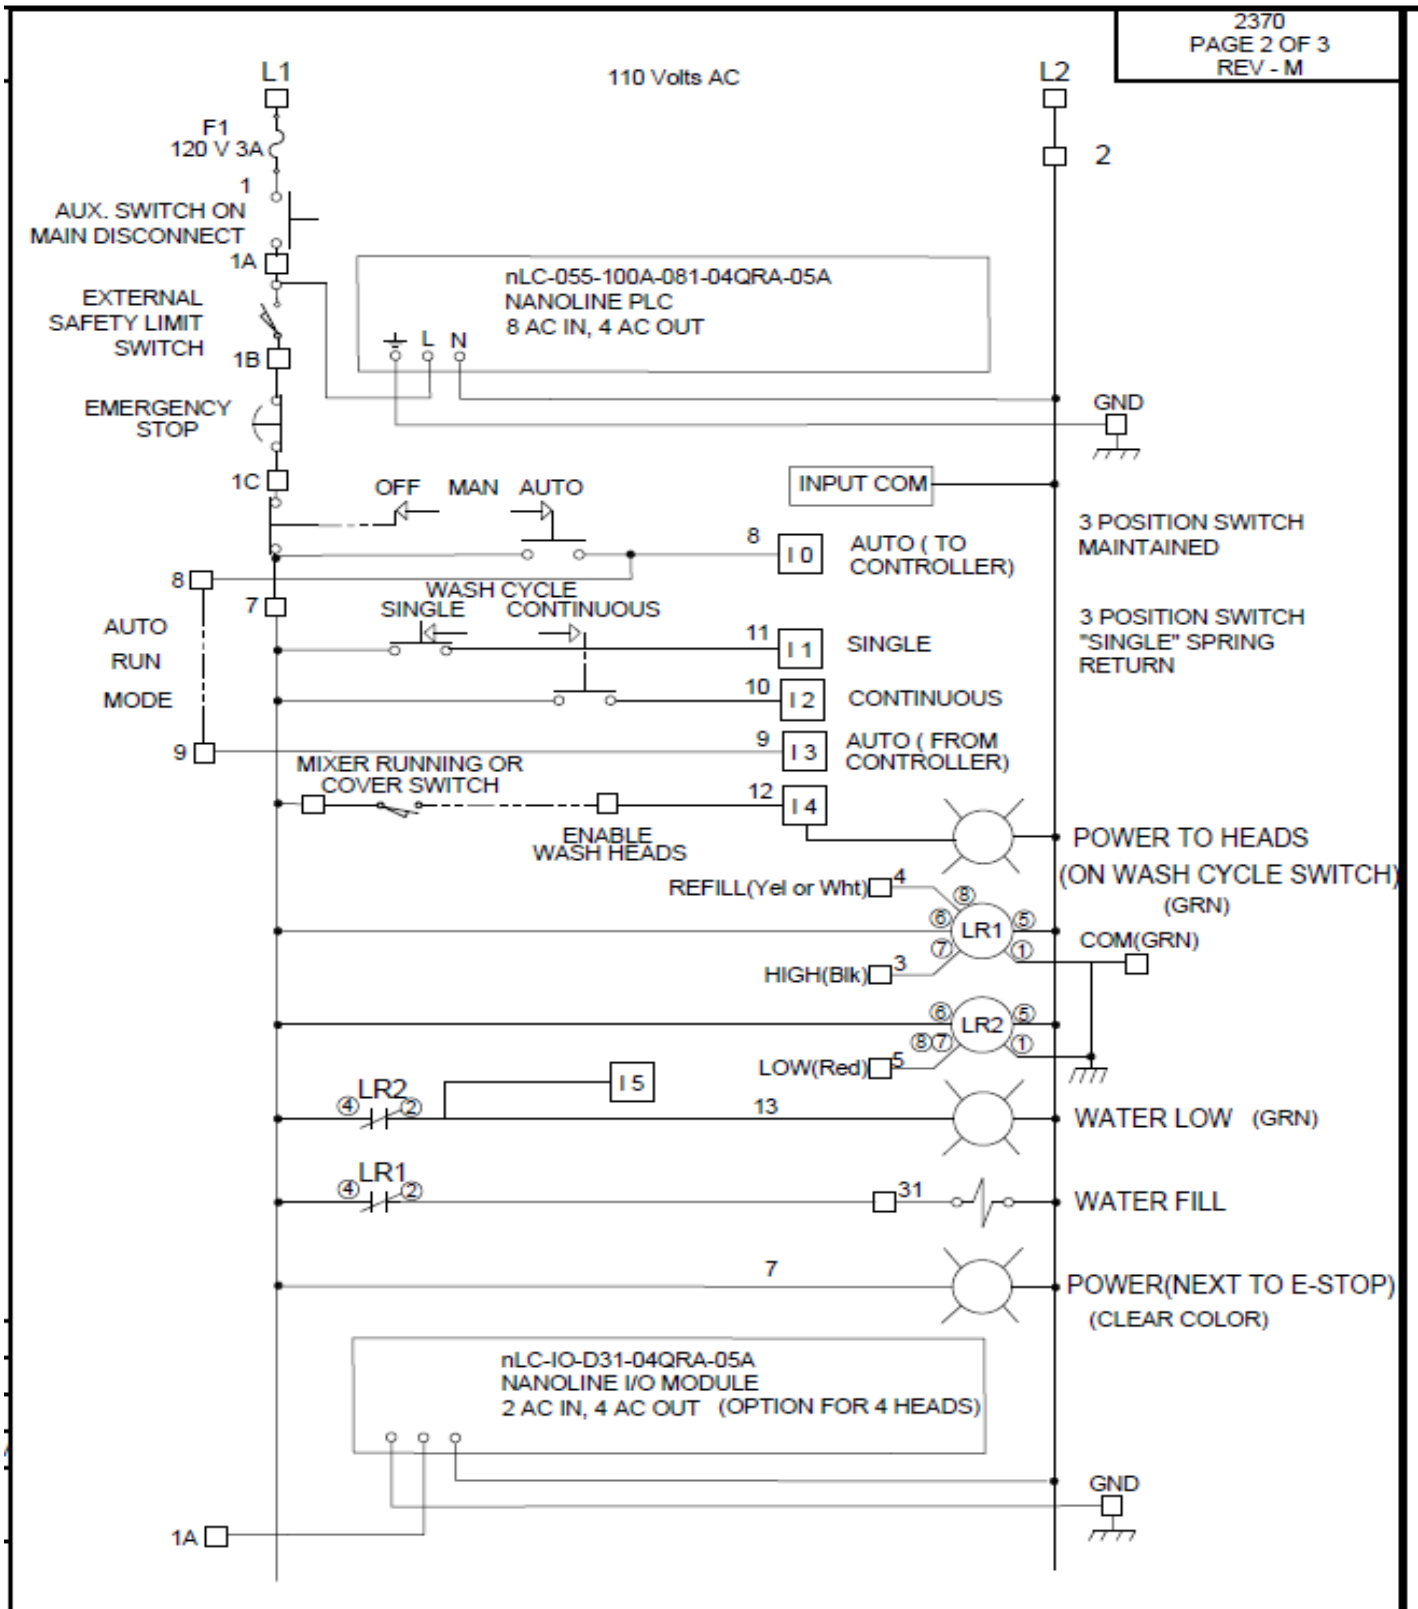 2370
PAGE 2 OF 3
REV - M
L1
110 Volts AC
L2
F1
120 V 3A
2
1
AUX. SWITCH ON
MAIN DISCONNECT
1A
nLC-055-100A-081-04QRA-05A
NANOLINE PLC
8 AC IN, 4 AC OUT
L N
EXTERNAL
SAFETY LIMIT
SWITCH
1B
EMERGENCY
STOP
GND
1C
OFF MAN AUTO
INPUT COM
8
I 0
AUTO ( TO
CONTROLLER)
3 POSITION SWITCH
MAINTAINED
8
7
WASH CYCLE
SINGLE CONTINUOUS
AUTO
RUN
MODE
11
I 1
SINGLE
3 POSITION SWITCH
"SINGLE" SPRING
RETURN
10
I 2
CONTINUOUS
9
9
I 3
AUTO ( FROM
CONTROLLER)
MIXER RUNNING OR
COVER SWITCH
12
I 4
ENABLE
WASH HEADS
POWER TO HEADS
(ON WASH CYCLE SWITCH)
(GRN)
REFILL(Yel or Wht)
4
8
6
LR1
5
7
1
COM(GRN)
HIGH(Blk)
3
6
LR2
5
8 7
1
LOW(Red)
5
I 5
LR2
4
2
13
WATER LOW (GRN)
LR1
4
2
31
WATER FILL
7
POWER(NEXT TO E-STOP)
(CLEAR COLOR)
nLC-IO-D31-04QRA-05A
NANOLINE I/O MODULE
2 AC IN, 4 AC OUT (OPTION FOR 4 HEADS)
GND
1A